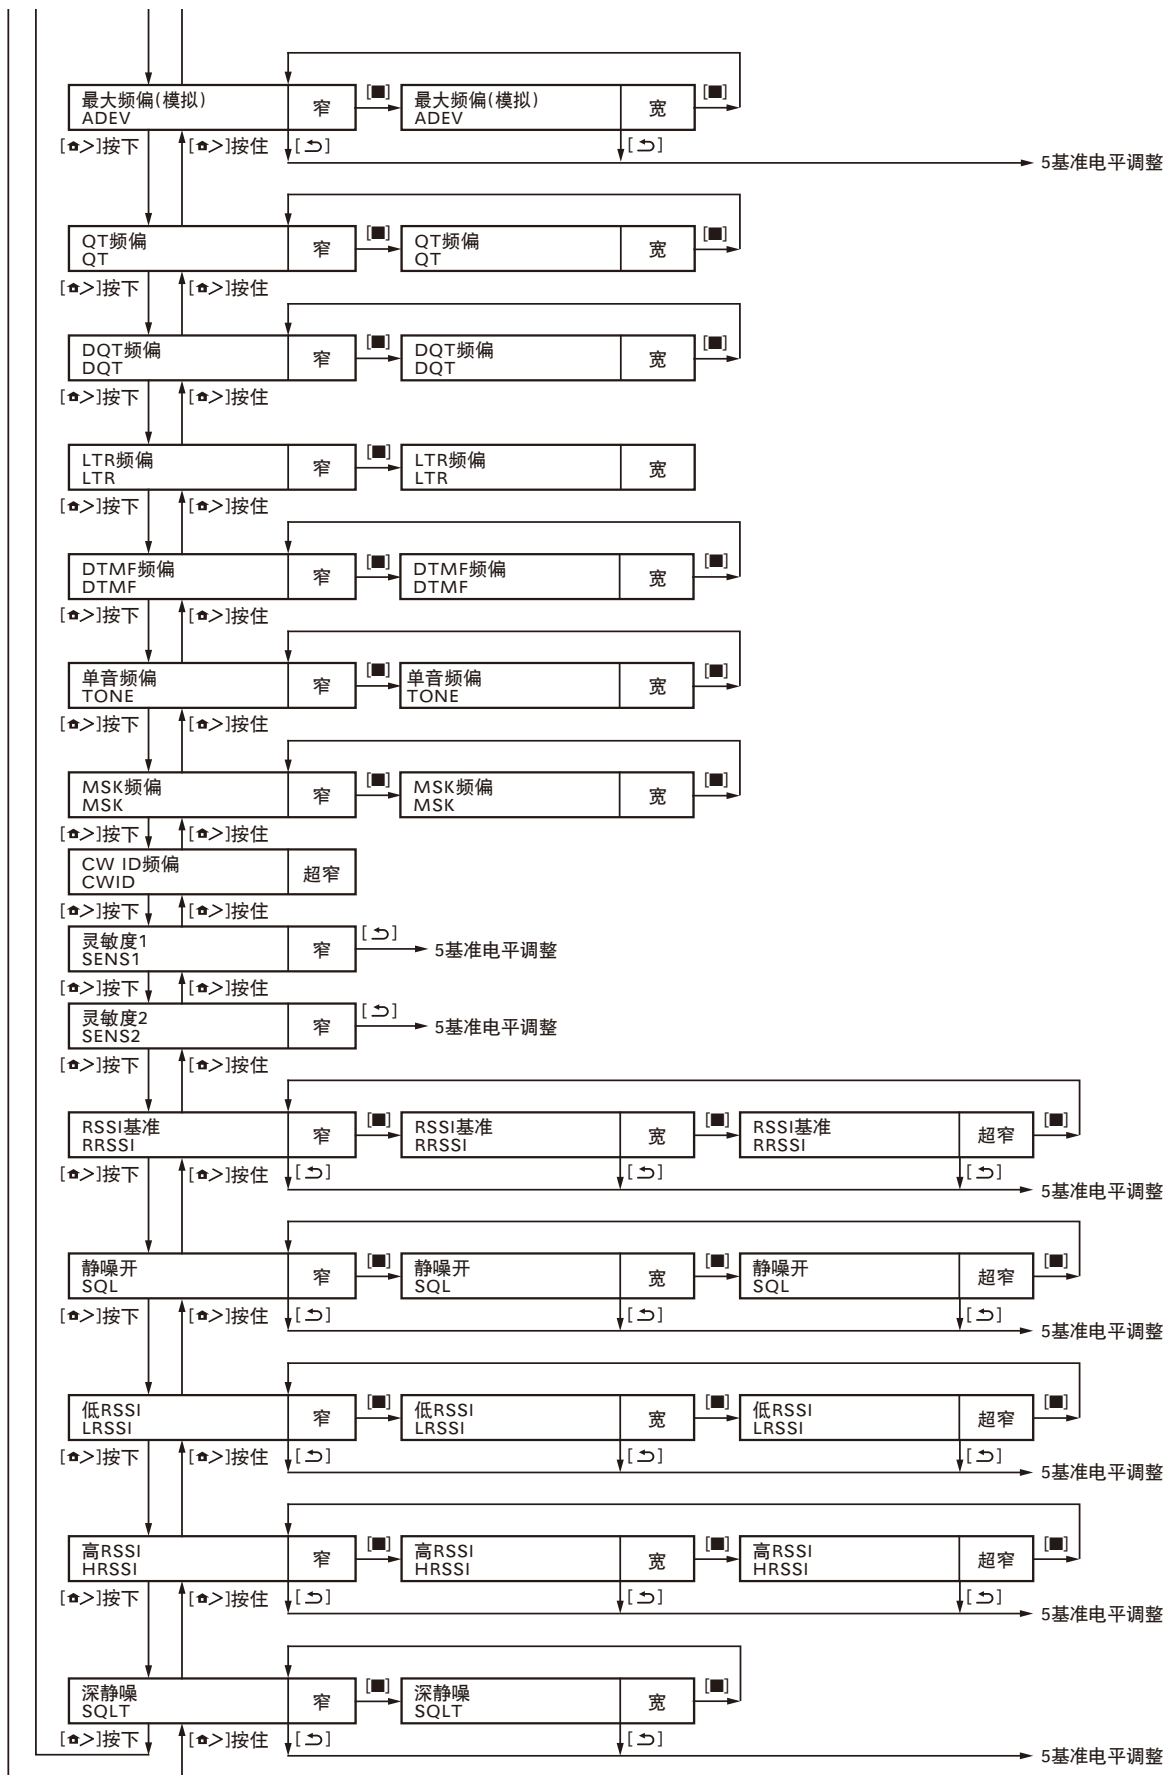 最大频偏(模拟)
ADEV
窄
[■]
最大频偏(模拟)
ADEV
宽
[■]
[⌂>]按下
[⌂>]按住
[⮌]
[⮌]
5基准电平调整
QT频偏
QT
窄
[■]
QT频偏
QT
宽
[■]
[⌂>]按下
[⌂>]按住
DQT频偏
DQT
窄
[■]
DQT频偏
DQT
宽
[■]
[⌂>]按下
[⌂>]按住
LTR频偏
LTR
窄
[■]
LTR频偏
LTR
宽
[⌂>]按下
[⌂>]按住
DTMF频偏
DTMF
窄
[■]
DTMF频偏
DTMF
宽
[■]
[⌂>]按下
[⌂>]按住
单音频偏
TONE
窄
[■]
单音频偏
TONE
宽
[■]
[⌂>]按下
[⌂>]按住
MSK频偏
MSK
窄
[■]
MSK频偏
MSK
宽
[■]
[⌂>]按下
[⌂>]按住
CW ID频偏
CWID
超窄
[⌂>]按下
[⌂>]按住
灵敏度1
SENS1
窄
[⮌]
5基准电平调整
[⌂>]按下
[⌂>]按住
灵敏度2
SENS2
窄
[⮌]
5基准电平调整
[⌂>]按下
[⌂>]按住
RSSI基准
RRSSI
窄
[■]
RSSI基准
RRSSI
宽
[■]
RSSI基准
RRSSI
超窄
[■]
[⌂>]按下
[⌂>]按住
[⮌]
[⮌]
[⮌]
5基准电平调整
静噪开
SQL
窄
[■]
静噪开
SQL
宽
[■]
静噪开
SQL
超窄
[■]
[⌂>]按下
[⌂>]按住
[⮌]
[⮌]
[⮌]
5基准电平调整
低RSSI
LRSSI
窄
[■]
低RSSI
LRSSI
宽
[■]
低RSSI
LRSSI
超窄
[■]
[⌂>]按下
[⌂>]按住
[⮌]
[⮌]
[⮌]
5基准电平调整
高RSSI
HRSSI
窄
[■]
高RSSI
HRSSI
宽
[■]
高RSSI
HRSSI
超窄
[■]
[⌂>]按下
[⌂>]按住
[⮌]
[⮌]
[⮌]
5基准电平调整
深静噪
SQLT
窄
[■]
深静噪
SQLT
宽
[■]
[⌂>]按下
[⌂>]按住
[⮌]
[⮌]
5基准电平调整